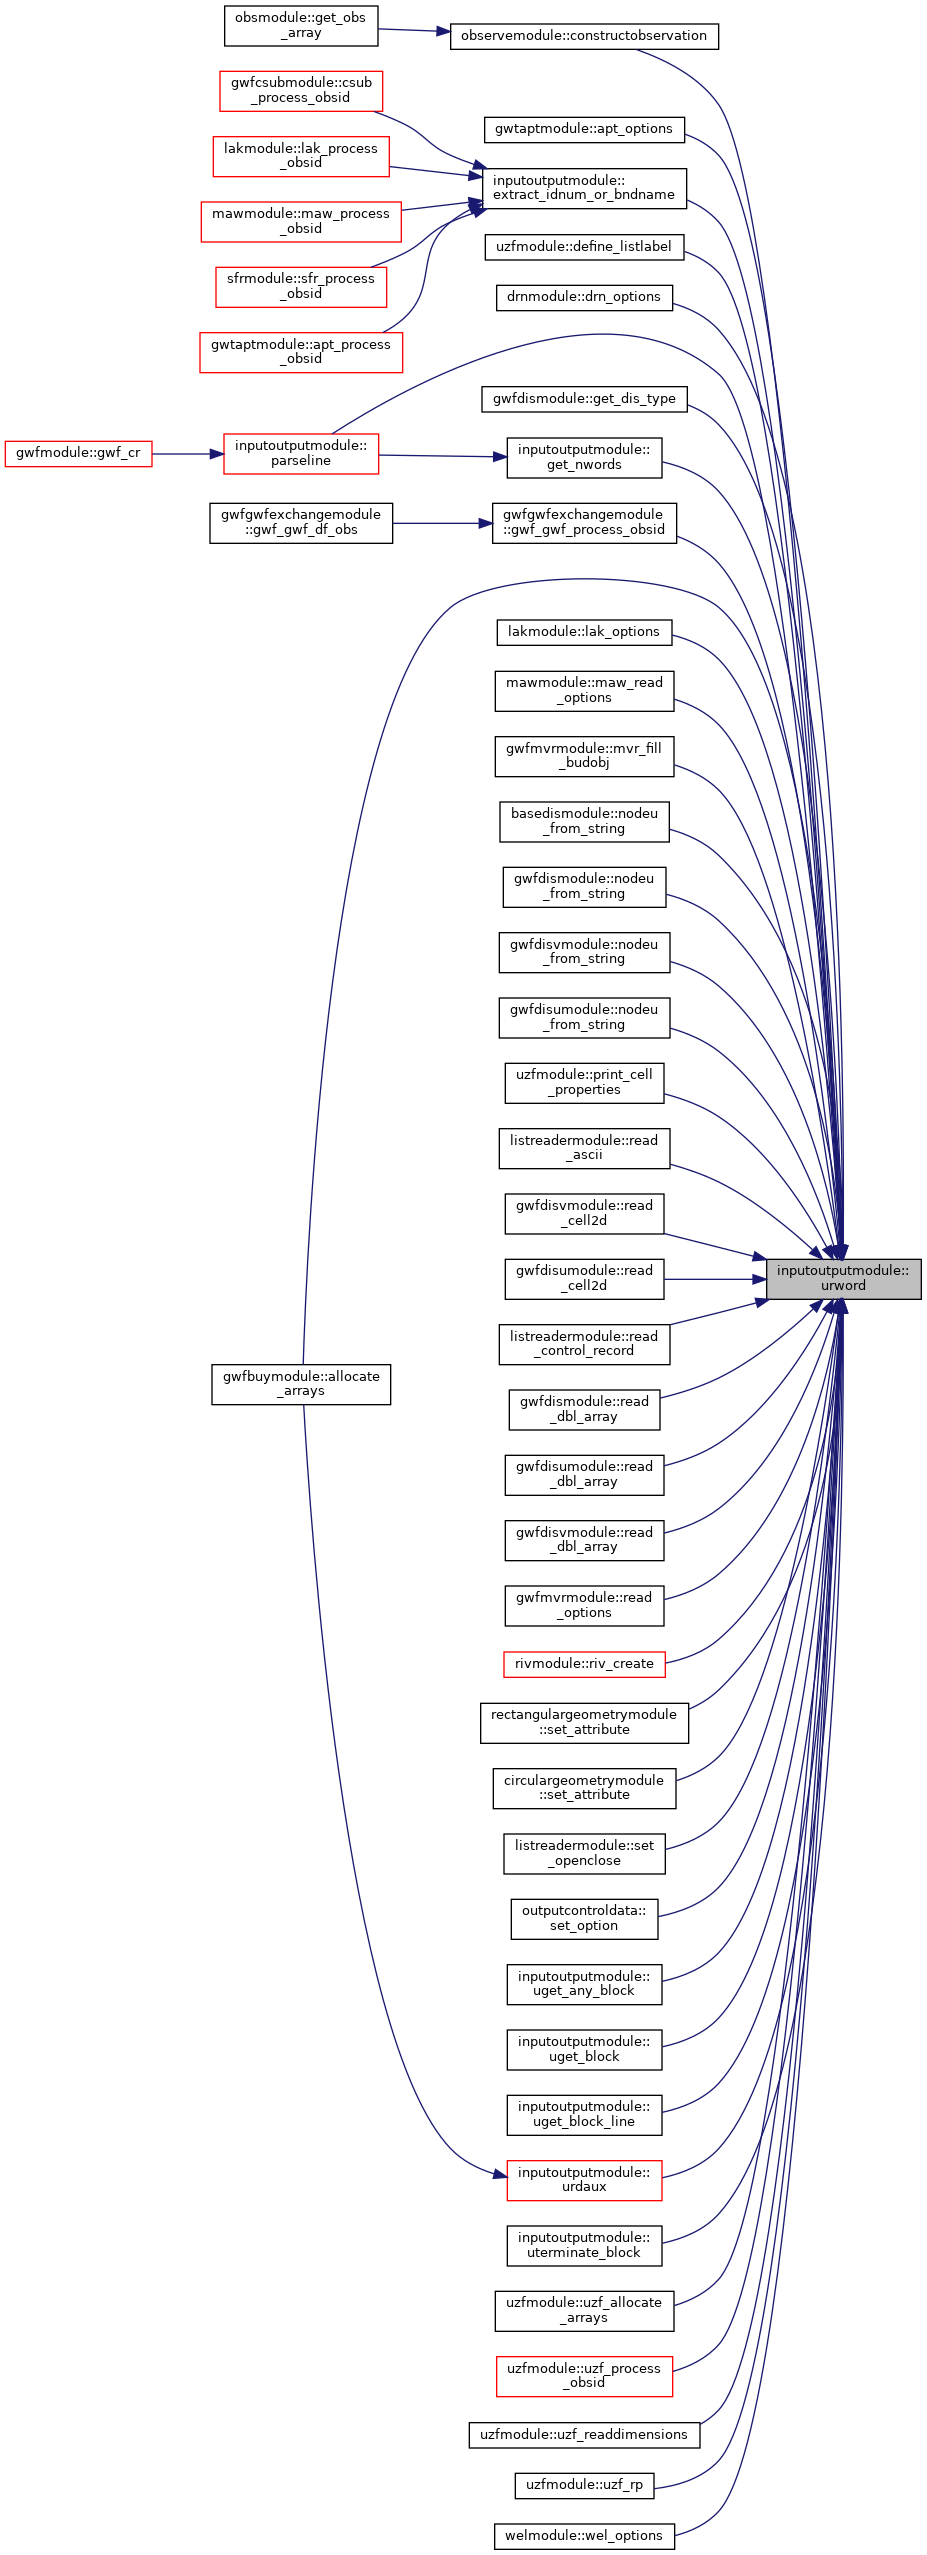 obsmodule::get_obs
_array
observemodule::constructobservation
gwfcsubmodule::csub
_process_obsid
gwtaptmodule::apt_options
lakmodule::lak_process
_obsid
inputoutputmodule::
extract_idnum_or_bndname
mawmodule::maw_process
_obsid
uzfmodule::define_listlabel
sfrmodule::sfr_process
_obsid
drnmodule::drn_options
gwtaptmodule::apt_process
_obsid
gwfdismodule::get_dis_type
gwfmodule::gwf_cr
inputoutputmodule::
parseline
inputoutputmodule::
get_nwords
gwfgwfexchangemodule
::gwf_gwf_df_obs
gwfgwfexchangemodule
::gwf_gwf_process_obsid
lakmodule::lak_options
mawmodule::maw_read
_options
gwfmvrmodule::mvr_fill
_budobj
basedismodule::nodeu
_from_string
gwfdismodule::nodeu
_from_string
gwfdisvmodule::nodeu
_from_string
gwfdisumodule::nodeu
_from_string
uzfmodule::print_cell
_properties
listreadermodule::read
_ascii
gwfdisvmodule::read
_cell2d
gwfdisumodule::read
_cell2d
inputoutputmodule::
urword
listreadermodule::read
_control_record
gwfbuymodule::allocate
_arrays
gwfdismodule::read
_dbl_array
gwfdisumodule::read
_dbl_array
gwfdisvmodule::read
_dbl_array
gwfmvrmodule::read
_options
rivmodule::riv_create
rectangulargeometrymodule
::set_attribute
circulargeometrymodule
::set_attribute
listreadermodule::set
_openclose
outputcontroldata::
set_option
inputoutputmodule::
uget_any_block
inputoutputmodule::
uget_block
inputoutputmodule::
uget_block_line
inputoutputmodule::
urdaux
inputoutputmodule::
uterminate_block
uzfmodule::uzf_allocate
_arrays
uzfmodule::uzf_process
_obsid
uzfmodule::uzf_readdimensions
uzfmodule::uzf_rp
welmodule::wel_options